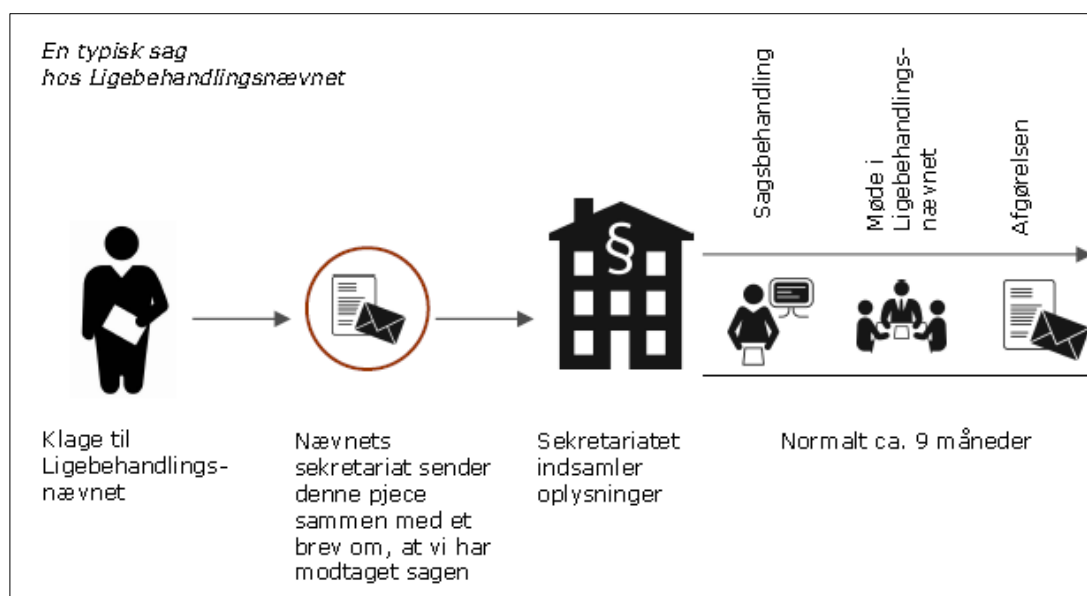 En typisk sag
hos Ligebehandlingsnævnet
Sagsbehandling
Møde i
Ligebehandlings-
nævnet
Afgørelsen
§
Klage til
Ligebehandlings-
nævnet
Nævnets
sekretariat sender
denne pjece
sammen med et
brev om, at vi har
modtaget sagen
Sekretariatet
indsamler
oplysninger
Normalt ca. 9 måneder